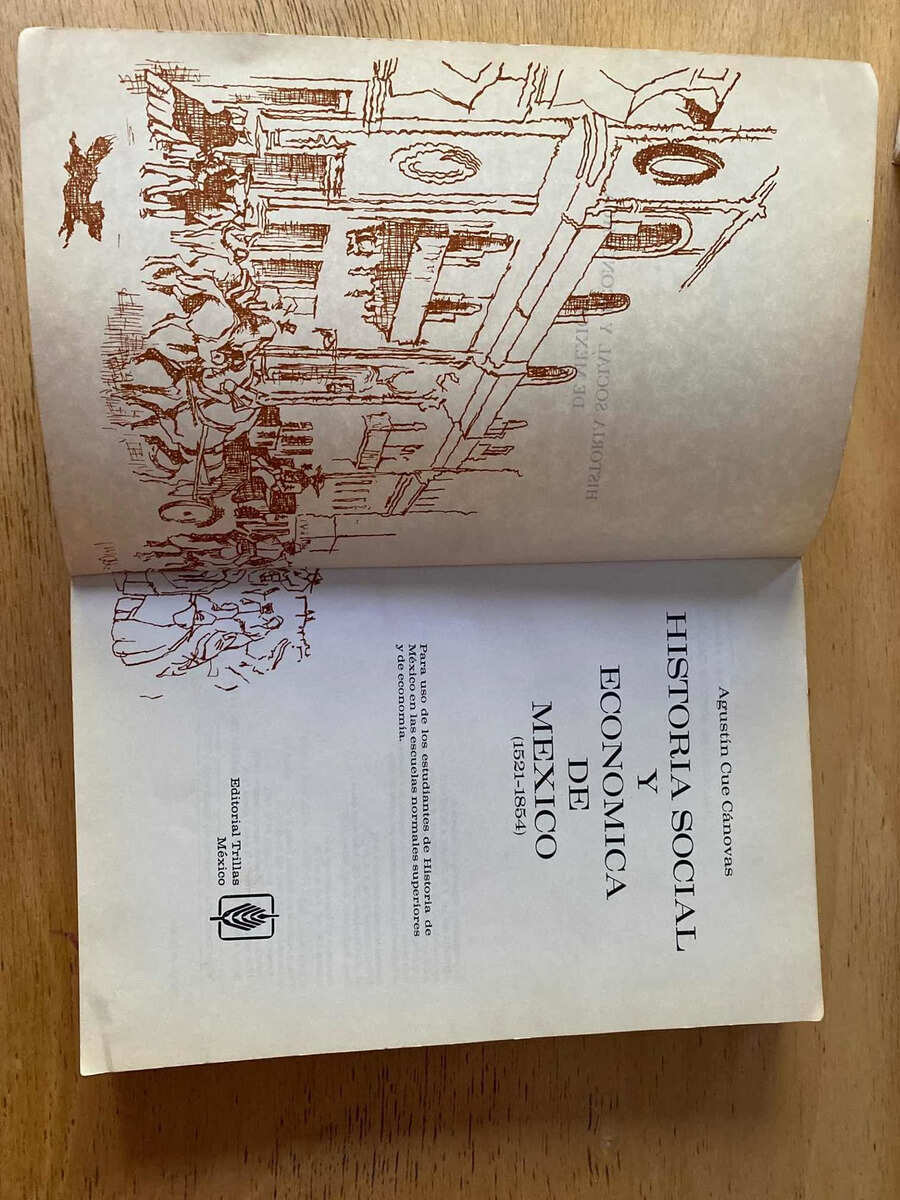 Agustín Cue Cánovas
HISTORIA SOCIAL
Y
ECONOMICA
DE
MEXICO
(1521-1854)
Para uso de los estudiantes de Historia de
México en las escuelas normales superiores
y de economía.
Editorial Trillas
México